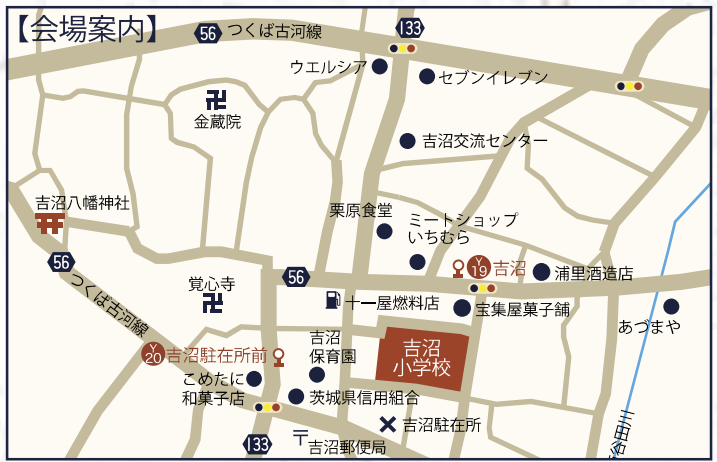 【会場案内】
56
つくば古河線
133
ウエルシア
セブンイレブン
金蔵院
吉沼交流センター
吉沼八幡神社
栗原食堂
ミートショップ
いちむら
56
Y
19
吉沼
浦里酒造店
56
覚心寺
つくば古河線
十一屋燃料店
宝集屋菓子舗
あづまや
Y
20
吉沼駐在所前
吉沼
保育園
吉沼
小学校
こめたに
和菓子店
茨城県信用組合
吉沼駐在所
133
〒
吉沼郵便局
谷田川